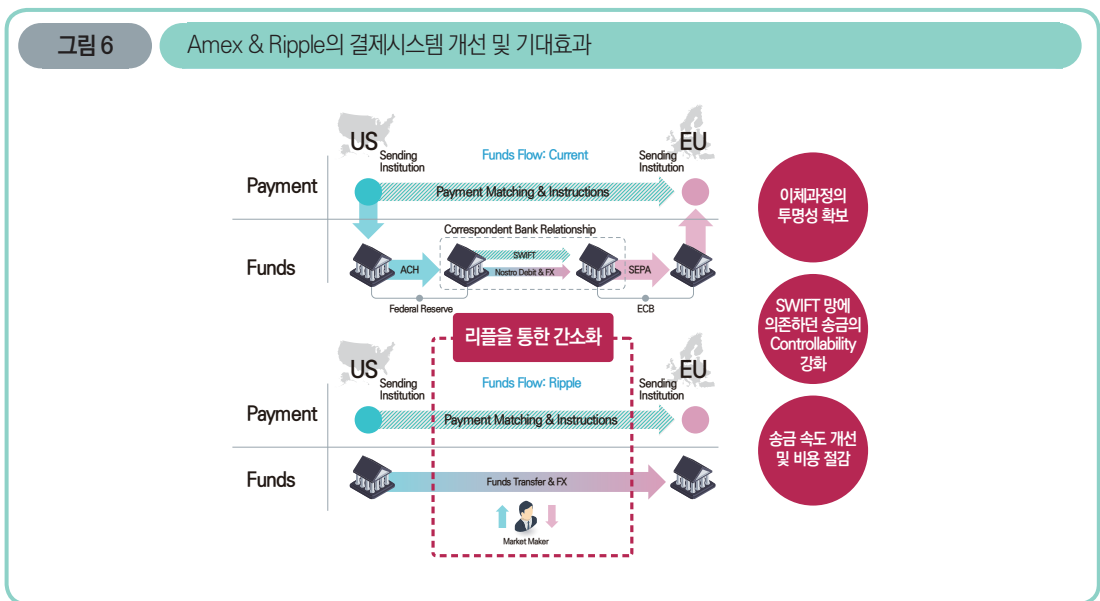 그림 6
Amex & Ripple의 결제시스템 개선 및 기대효과
US
Sending
Institution
Funds Flow: Current
Sending
Institution
EU
Payment
Payment Matching & Instructions
Correspondent Bank Relationship
Funds
ACH
SWIFT
Nostro Debit & FX
SEPA
Federal Reserve
ECB
리플을 통한 간소화
US
Sending
Institution
Funds Flow: Ripple
Sending
Institution
EU
Payment
Payment Matching & Instructions
Funds
Funds Transfer & FX
Market Maker
이체과정의
투명성 확보
SWIFT 망에
의존하던 송금의
Controllability
강화
송금 속도 개선
및 비용 절감